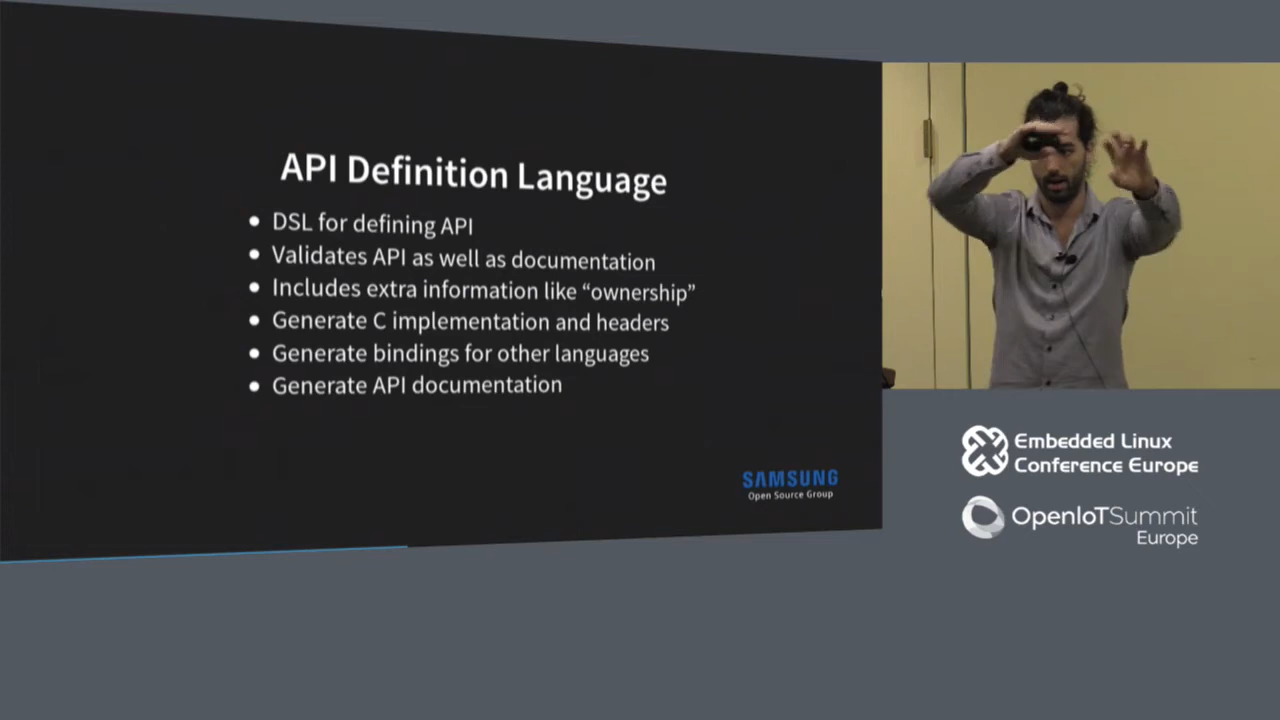 API Definition Language
DSL for defining API
Validates API as well as documentation
Includes extra information like “ownership”
Generate C implementation and headers
Generate bindings for other languages
Generate API documentation
SAMSUNG
Open Source Group
Embedded Linux
Conference Europe
OpenIoTSummit
Europe